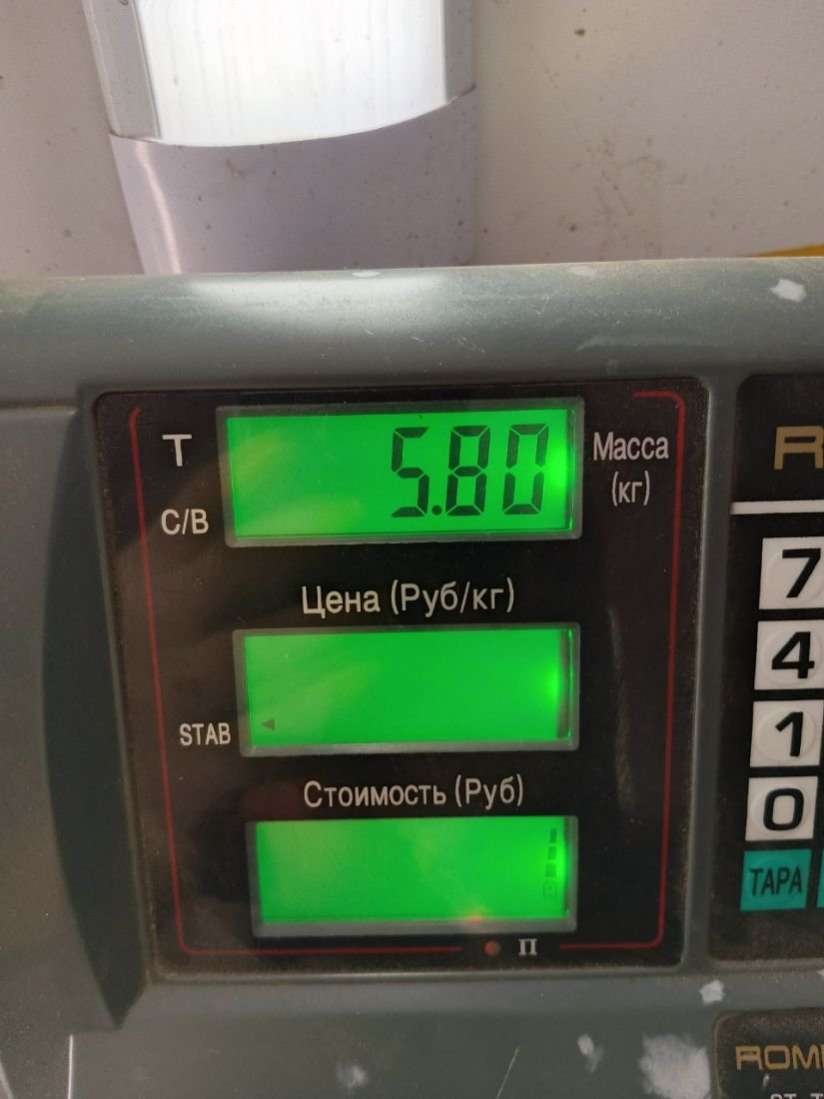 T
5.80
Масса
(кг)
С/В
Цена (Руб/кг)
STAB
Стоимость (Руб)
П
7
4
1
0
ТАРА